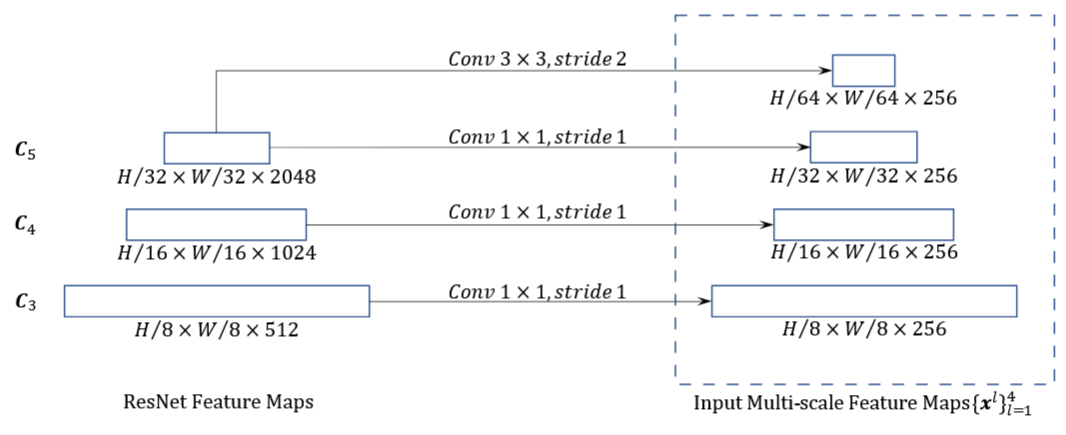 Conv 3 × 3, stride 2
H/64 × W/64 × 256
C₅
Conv 1 × 1, stride 1
H/32 × W/32 × 2048
H/32 × W/32 × 256
C₄
Conv 1 × 1, stride 1
H/16 × W/16 × 1024
H/16 × W/16 × 256
C₃
Conv 1 × 1, stride 1
H/8 × W/8 × 512
H/8 × W/8 × 256
ResNet Feature Maps
Input Multi-scale Feature Maps{xˡ}⁴ₗ₌₁